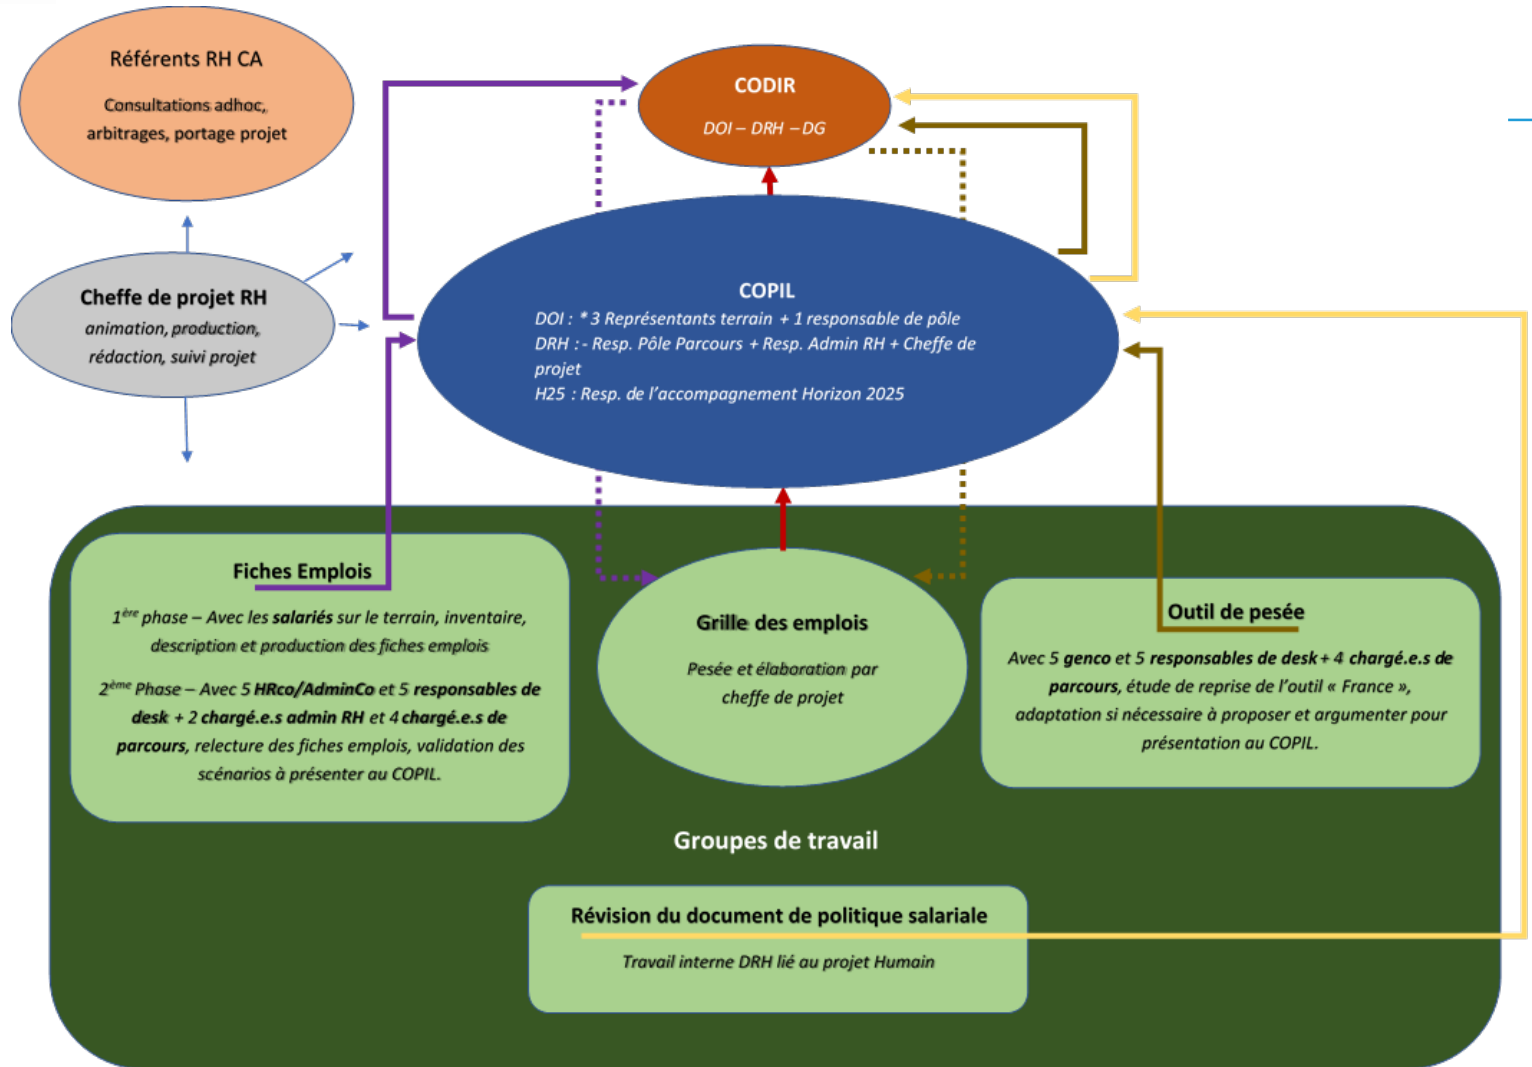 Référents RH CA
Consultations adhoc,
arbitrages, portage projet
CODIR
DOI – DRH –DG
Cheffe de projet RH
animation, production,
rédaction, suivi projet
COPIL
DOI : * 3 Représentants terrain + 1 responsable de pôle
DRH : - Resp. Pôle Parcours + Resp. Admin RH + Cheffe de
projet
H25 : Resp. de l’accompagnement Horizon 2025
Fiches Emplois
1ère phase – Avec les salariés sur le terrain, inventaire,
description et production des fiches emplois
2ème Phase – Avec 5 HRco/AdminCo et 5 responsables de
desk + 2 chargé.e.s admin RH et 4 chargé.e.s de
parcours, relecture des fiches emplois, validation des
scénarios à présenter au COPIL.
Grille des emplois
Pesée et élaboration par
cheffe de projet
Outil de pesée
Avec 5 genco et 5 responsables de desk + 4 chargé.e.s de
parcours, étude de reprise de l’outil « France »,
adaptation si nécessaire à proposer et argumenter pour
présentation au COPIL.
Groupes de travail
Révision du document de politique salariale
Travail interne DRH lié au projet Humain